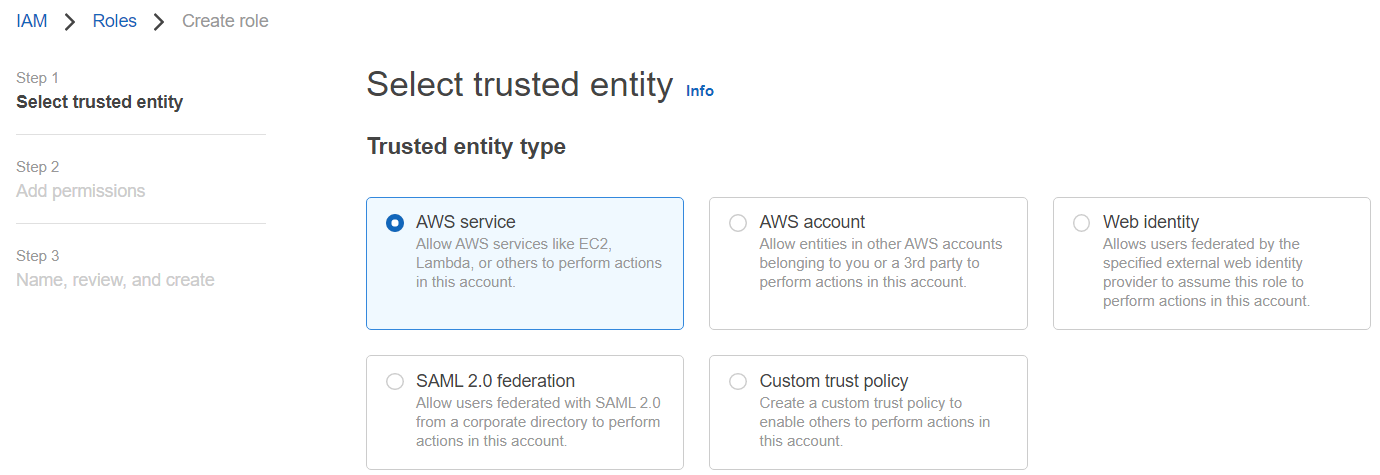 IAM > Roles > Create role
Step 1
Select trusted entity
Step 2
Add permissions
Step 3
Name, review, and create
Select trusted entity Info
Trusted entity type
AWS service
Allow AWS services like EC2,
Lambda, or others to perform actions
in this account.
AWS account
Allow entities in other AWS accounts
belonging to you or a 3rd party to
perform actions in this account.
Web identity
Allows users federated by the
specified external web identity
provider to assume this role to
perform actions in this account.
SAML 2.0 federation
Allow users federated with SAML 2.0
from a corporate directory to perform
actions in this account.
Custom trust policy
Create a custom trust policy to
enable others to perform actions in
this account.